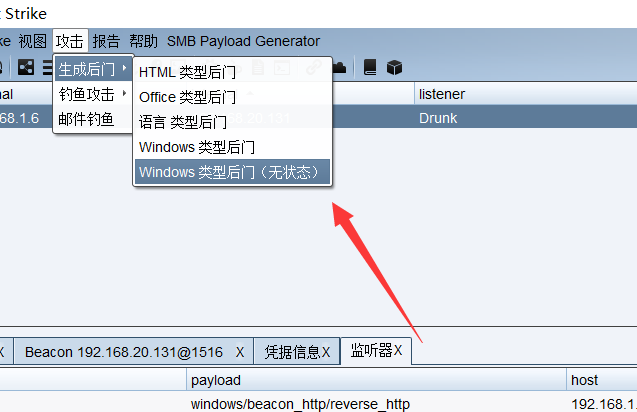 Strike
视图 攻击 报告 帮助 SMB Payload Generator
生成后门
钓鱼攻击
邮件钓鱼
HTML 类型后门
Office 类型后门
语言 类型后门
Windows 类型后门
Windows 类型后门（无状态）
listener
68.1.6 Drunk
X Beacon 192.168.20.131@1516 X 凭据信息X 监听器X
payload host
windows/beacon_http/reverse_http 192.168.1.